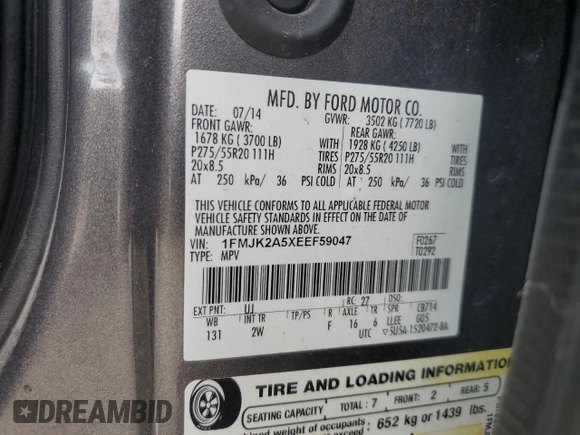 MFD. BY FORD MOTOR CO.
DATE: 07/14 GVWR: 3502 KG ( 7720 LB)
FRONT GAWR: REAR GAWR:
1678 KG ( 3700 LB) WITH 1928 KG ( 4250 LB) WITH
P275/55R20 111H TIRES P275/55R20 111H TIRES
20x8.5 RIMS 20x8.5 RIMS
AT 250 kPa/ 36 PSI COLD AT 250 kPa/ 36 PSI COLD
THIS VEHICLE CONFORMS TO ALL APPLICABLE FEDERAL MOTOR
VEHICLE SAFETY STANDARDS IN EFFECT ON THE DATE OF
MANUFACTURE SHOWN ABOVE.
VIN: 1FMJK2A5XEEF59047 F0267
TYPE: MPV T0292
EXT PNT: UJ RC: 27 DSO:
WB INT TR TP/PS R AXLE TR SPR CB714
131 2W F 16 6 LLEE G05
UTC ▽5U5A-1520472-BA
TIRE AND LOADING INFORMATION
SEATING CAPACITY TOTAL: 7 FRONT: 2 REAR: 5
weight of occupants 652 kg or 1439 lbs.
DREAMBID